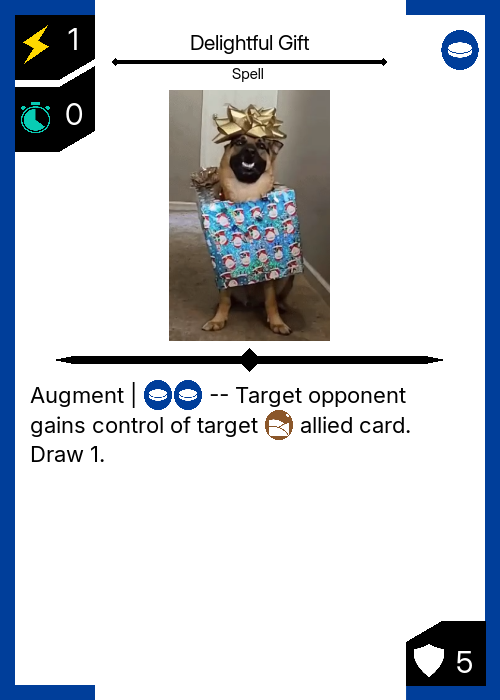 1
Delightful Gift
Spell
0
Augment | -- Target opponent
gains control of target allied card.
Draw 1.
5